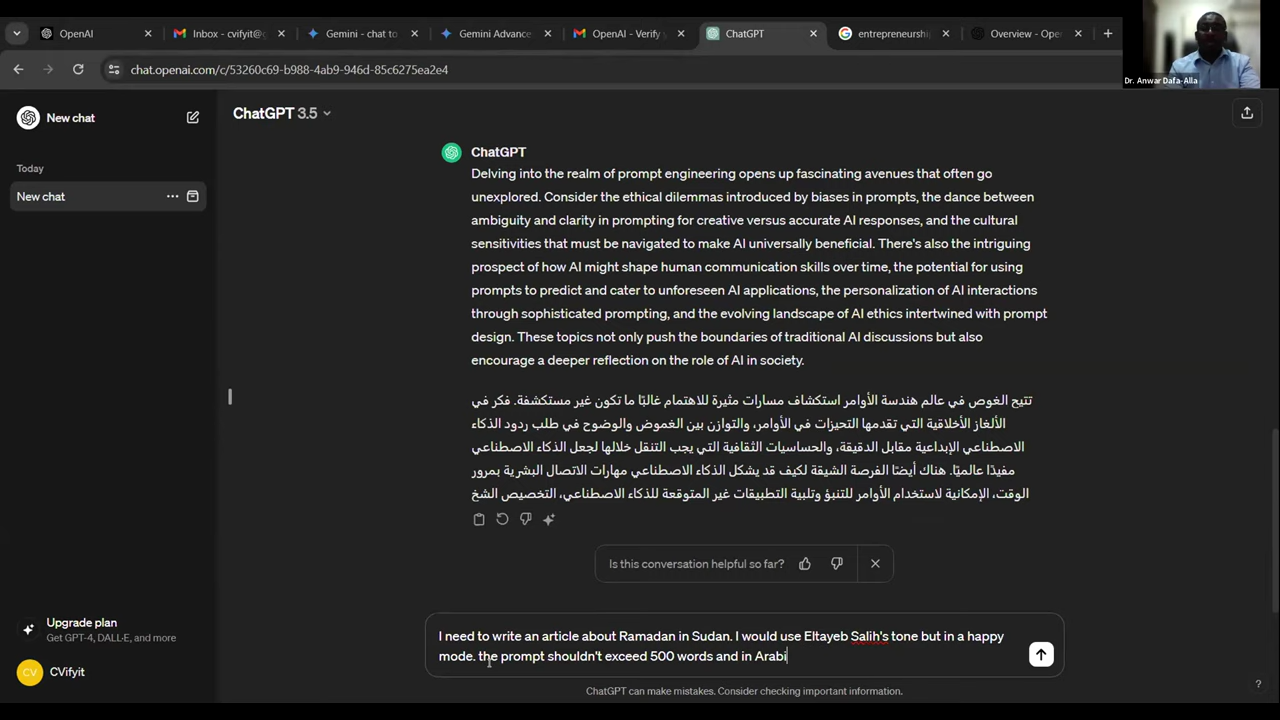 OpenAI
Inbox - cvifyit@g
Gemini - chat to
Gemini Advance
OpenAI - Verify y
ChatGPT
entrepreneurship
Overview - Open
Dr. Anwar Dafa-Alla
chat.openai.com/c/53260c69-b988-4ab9-946d-85c6275ea2e4
New chat
ChatGPT 3.5
Today
New chat
ChatGPT
Delving into the realm of prompt engineering opens up fascinating avenues that often go
unexplored. Consider the ethical dilemmas introduced by biases in prompts, the dance between
ambiguity and clarity in prompting for creative versus accurate AI responses, and the cultural
sensitivities that must be navigated to make AI universally beneficial. There's also the intriguing
prospect of how AI might shape human communication skills over time, the potential for using
prompts to predict and cater to unforeseen AI applications, the personalization of AI interactions
through sophisticated prompting, and the evolving landscape of AI ethics intertwined with prompt
design. These topics not only push the boundaries of traditional AI discussions but also
encourage a deeper reflection on the role of AI in society.
تتيح الغوص في عالم هندسة الأوامر استكشاف مسارات مثيرة للاهتمام غالبًا ما تكون غير مستكشفة. فكر في
الألغاز الأخلاقية التي تقدمها التحيزات في الأوامر، والتوازن بين الغموض والوضوح في طلب ردود الذكاء
الاصطناعي الإبداعية مقابل الدقيقة، والحساسيات الثقافية التي يجب التنقل خلالها لجعل الذكاء الاصطناعي
مفيدًا عالميًا. هناك أيضًا الفرصة الشيقة لكيف قد يشكل الذكاء الاصطناعي مهارات الاتصال البشرية بمرور
الوقت، الإمكانية لاستخدام الأوامر للتنبؤ وتلبية التطبيقات غير المتوقعة للذكاء الاصطناعي، التخصيص الشخ
Is this conversation helpful so far?
I need to write an article about Ramadan in Sudan. I would use Eltayeb Salih's tone but in a happy
mode. the prompt shouldn't exceed 500 words and in Arabi
Upgrade plan
Get GPT-4, DALL·E, and more
CV CVifyit
ChatGPT can make mistakes. Consider checking important information.
?